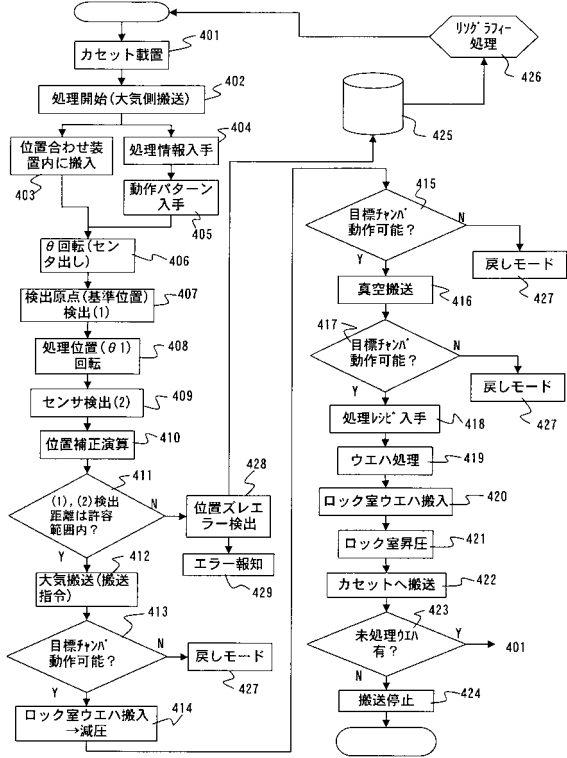 カセット載置
401
処理開始(大気側搬送)
402
位置合わせ装
置内に搬入
403
処理情報入手
404
動作パターン
入手
405
θ回転(セン
タ出し)
406
検出原点(基準位置)
検出(1)
407
処理位置(θ1)
回転
408
センサ検出(2)
409
位置補正演算
410
(1),(2)検出
距離は許容
範囲内?
411
N
Y
位置ズレエ
ラー検出
428
エラー報知
429
大気搬送(搬送
指令)
412
目標チャンバ
動作可能?
413
N
Y
戻しモード
427
ロック室ウエハ搬入
→減圧
414
リソグラフィー
処理
426
425
目標チャンバ
動作可能?
415
N
Y
戻しモード
427
真空搬送
416
目標チャンバ
動作可能?
417
N
Y
戻しモード
427
処理レシピ入手
418
ウエハ処理
419
ロック室ウエハ搬入
420
ロック室昇圧
421
カセットへ搬送
422
未処理ウエハ
有?
423
Y
401
N
搬送停止
424